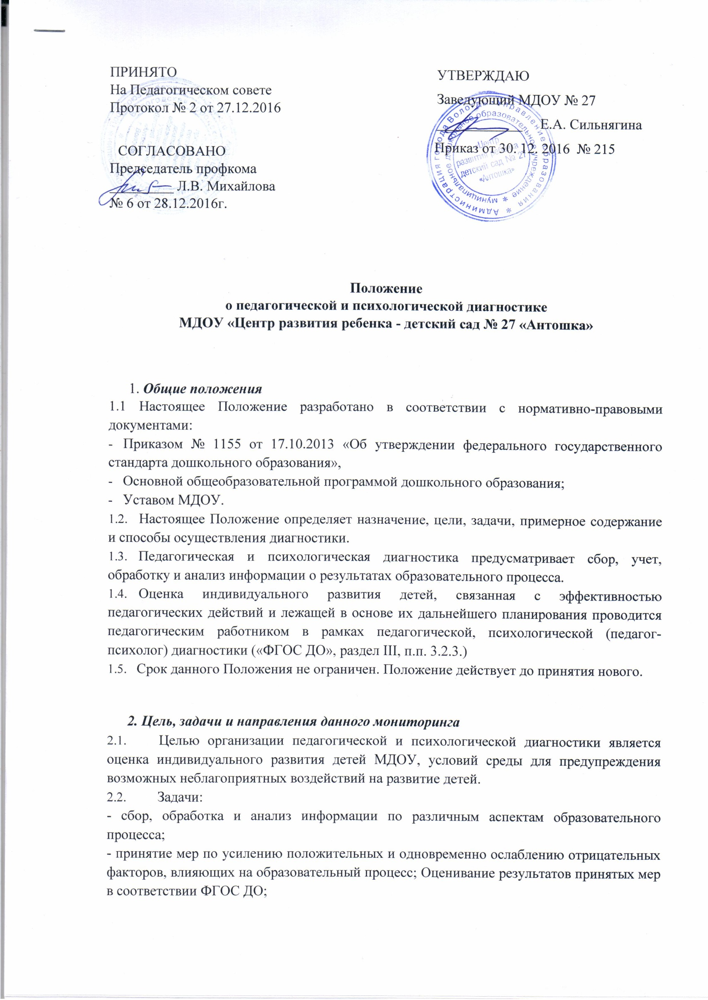 ПРИНЯТО
На Педагогическом совете
Протокол № 2 от 27.12.2016
СОГЛАСОВАНО
Председатель профкома
_________ Л.В. Михайлова
№ 6 от 28.12.2016г.
УТВЕРЖДАЮ
Заведующий МДОУ № 27
____________ Е.А. Сильнягина
Приказ от 30. 12. 2016 № 215
Администрация города Вологды * Управление образования *
муниципальное дошкольное образовательное учреждение *
«Центр
развития ребенка
детский сад № 27
«Антошка»
Положение
о педагогической и психологической диагностике
МДОУ «Центр развития ребенка - детский сад № 27 «Антошка»
1. Общие положения
1.1 Настоящее Положение разработано в соответствии с нормативно-правовыми
документами:
- Приказом № 1155 от 17.10.2013 «Об утверждении федерального государственного
стандарта дошкольного образования»,
- Основной общеобразовательной программой дошкольного образования;
- Уставом МДОУ.
1.2. Настоящее Положение определяет назначение, цели, задачи, примерное содержание
и способы осуществления диагностики.
1.3. Педагогическая и психологическая диагностика предусматривает сбор, учет,
обработку и анализ информации о результатах образовательного процесса.
1.4. Оценка индивидуального развития детей, связанная с эффективностью
педагогических действий и лежащей в основе их дальнейшего планирования проводится
педагогическим работником в рамках педагогической, психологической (педагог-
психолог) диагностики («ФГОС ДО», раздел III, п.п. 3.2.3.)
1.5. Срок данного Положения не ограничен. Положение действует до принятия нового.
2. Цель, задачи и направления данного мониторинга
2.1. Целью организации педагогической и психологической диагностики является
оценка индивидуального развития детей МДОУ, условий среды для предупреждения
возможных неблагоприятных воздействий на развитие детей.
2.2. Задачи:
- сбор, обработка и анализ информации по различным аспектам образовательного
процесса;
- принятие мер по усилению положительных и одновременно ослаблению отрицательных
факторов, влияющих на образовательный процесс; Оценивание результатов принятых мер
в соответствии ФГОС ДО;